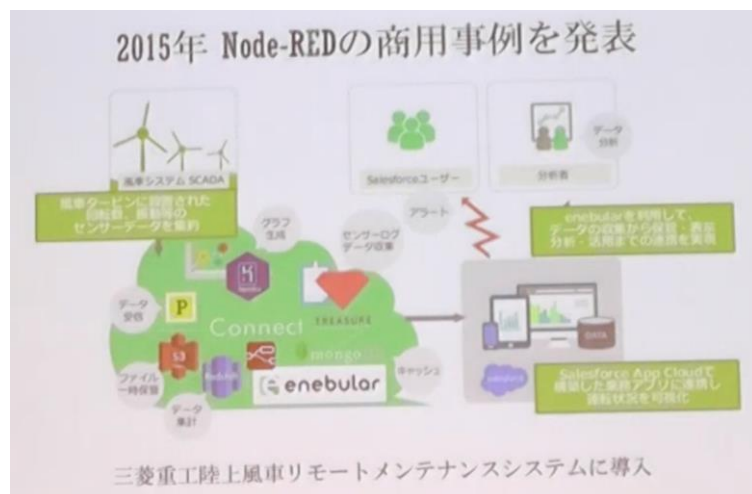 2015年 Node-REDの商用事例を発表
風車システム SCADA
風車タービンに設置された
回転数、振動等の
センサーデータを集約
Salesforceユーザー
分析者
データ
分析
アラート
enebularを利用して、
データの収集から保管・表示
分析・活用までの連携を実現
グラフ
生成
センサーログ
データ収集
データ
受信
P
Heroku
TREASURE
Connect
S3
Redshift
mongo
enebular
キャッシュ
ファイル
一時保管
データ
集計
DATA
salesforce
Salesforce App Cloudで
構築した業務アプリに連携し
運転状況を可視化
三菱重工陸上風車リモートメンテナンスシステムに導入